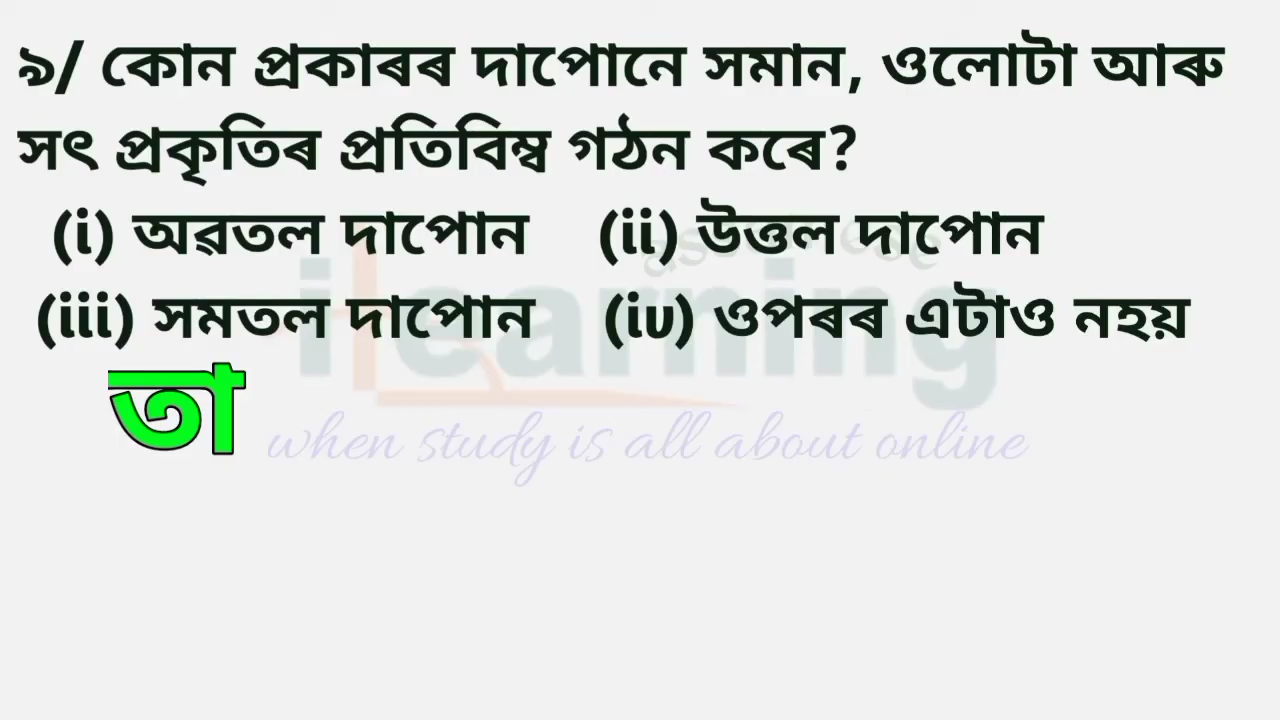 ৯/ কোন প্ৰকাৰৰ দাপোনে সমান, ওলোটা আৰু
সৎ প্ৰকৃতিৰ প্ৰতিবিম্ব গঠন কৰে?
(i) অৱতল দাপোন (ii) উত্তল দাপোন
(iii) সমতল দাপোন (iv) ওপৰৰ এটাও নহয়
তা
iLearning
when study is all about online